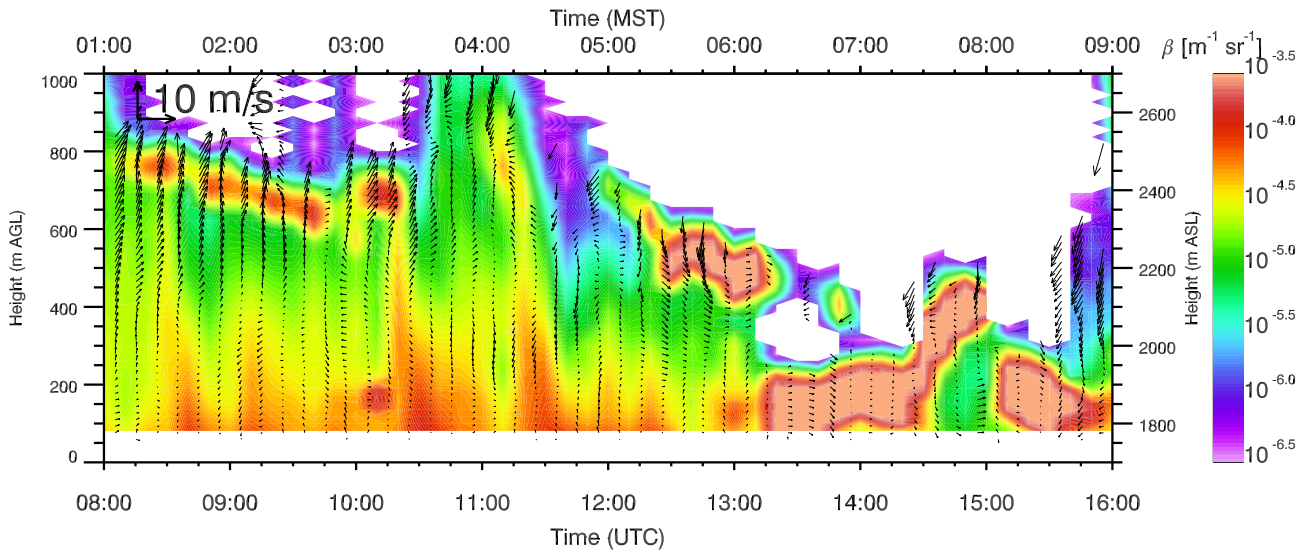 Time (MST)
01:00 02:00 03:00 04:00 05:00 06:00 07:00 08:00 09:00
β [m⁻¹ sr⁻¹]
10 m/s
Height (m AGL)
1000
800
600
400
200
0
Height (m ASL)
2600
2400
2200
2000
1800
10⁻³·⁵
10⁻⁴·⁰
10⁻⁴·⁵
10⁻⁵·⁰
10⁻⁵·⁵
10⁻⁶·⁰
10⁻⁶·⁵
08:00 09:00 10:00 11:00 12:00 13:00 14:00 15:00 16:00
Time (UTC)